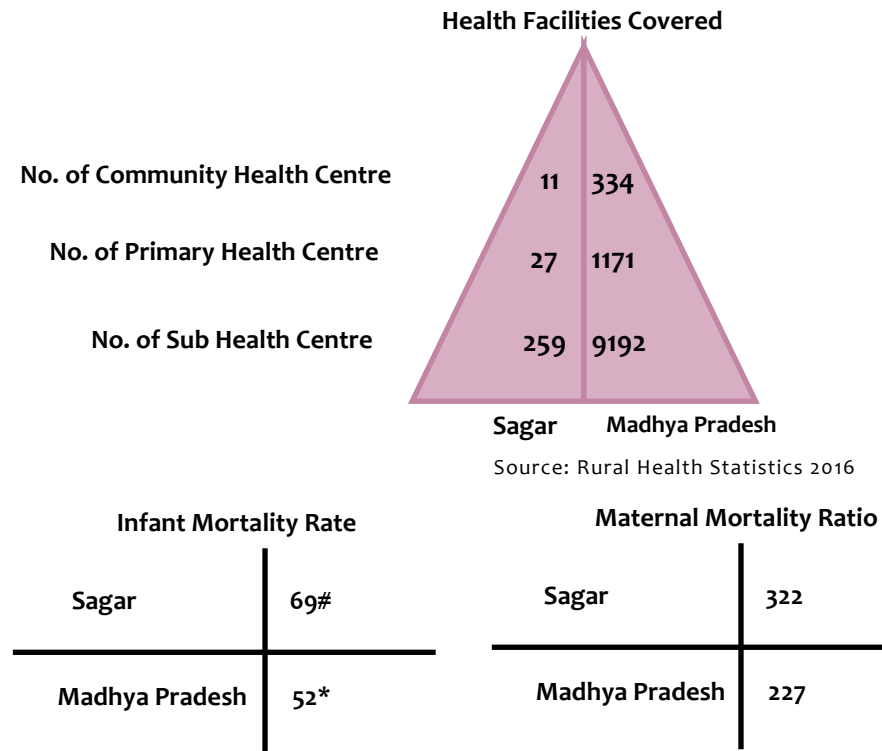 Health Facilities Covered
No. of Community Health Centre 11 334
No. of Primary Health Centre 27 1171
No. of Sub Health Centre 259 9192
Sagar Madhya Pradesh
Source: Rural Health Statistics 2016
Infant Mortality Rate
Sagar 69#
Madhya Pradesh 52*
Maternal Mortality Ratio
Sagar 322
Madhya Pradesh 227